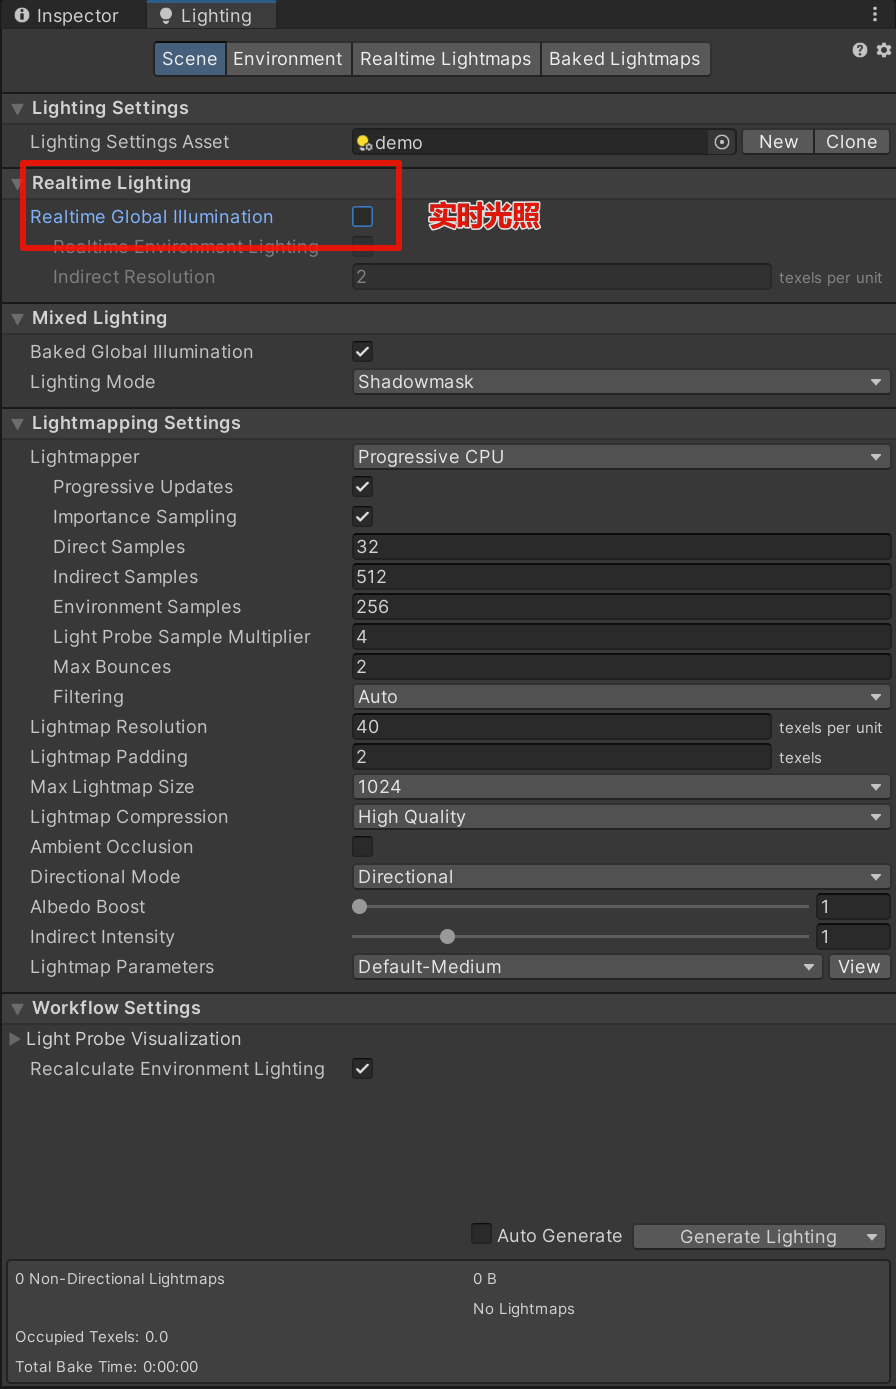 Inspector Lighting
Scene Environment Realtime Lightmaps Baked Lightmaps
Lighting Settings
Lighting Settings Asset demo New Clone
Realtime Lighting
Realtime Global Illumination 实时光照
Realtime Environment Lighting
Indirect Resolution 2 texels per unit
Mixed Lighting
Baked Global Illumination
Lighting Mode Shadowmask
Lightmapping Settings
Lightmapper Progressive CPU
Progressive Updates
Importance Sampling
Direct Samples 32
Indirect Samples 512
Environment Samples 256
Light Probe Sample Multiplier 4
Max Bounces 2
Filtering Auto
Lightmap Resolution 40 texels per unit
Lightmap Padding 2 texels
Max Lightmap Size 1024
Lightmap Compression High Quality
Ambient Occlusion
Directional Mode Directional
Albedo Boost 1
Indirect Intensity 1
Lightmap Parameters Default-Medium View
Workflow Settings
Light Probe Visualization
Recalculate Environment Lighting
Auto Generate Generate Lighting
0 Non-Directional Lightmaps 0 B
No Lightmaps
Occupied Texels: 0.0
Total Bake Time: 0:00:00